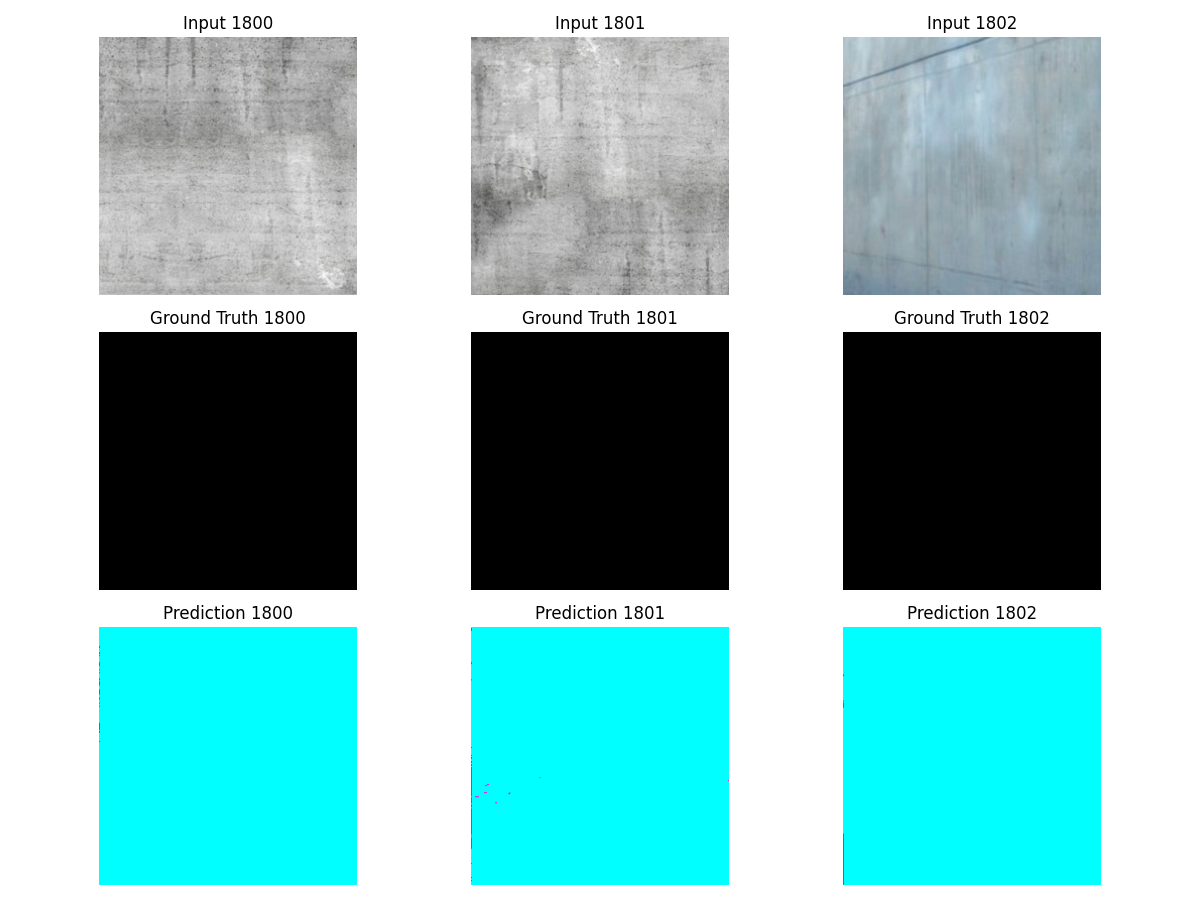 Input 1800
Input 1801
Input 1802
Ground Truth 1800
Ground Truth 1801
Ground Truth 1802
Prediction 1800
Prediction 1801
Prediction 1802